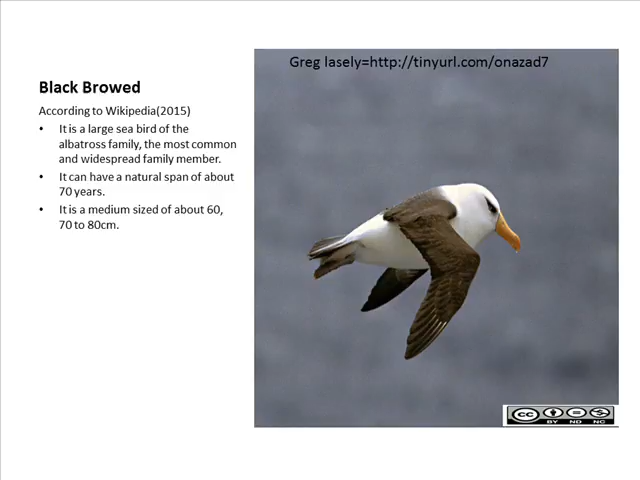 Greg lasely=http://tinyurl.com/onazad7
Black Browed
According to Wikipedia(2015)
• It is a large sea bird of the
albatross family, the most common
and widespread family member.
• It can have a natural span of about
70 years.
• It is a medium sized of about 60,
70 to 80cm.
cc
BY ND NC